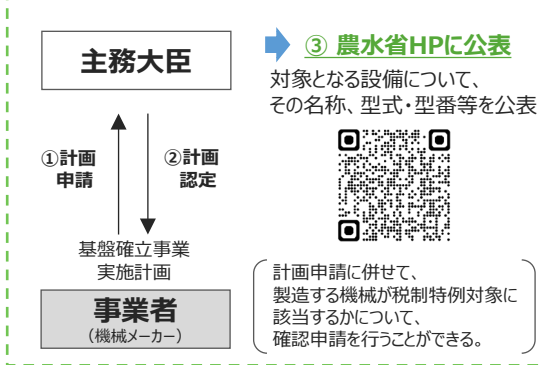 主務大臣
①計画
申請
②計画
認定
基盤確立事業
実施計画
事業者
（機械メーカー）
③ 農水省HPに公表
対象となる設備について、
その名称、型式・型番等を公表
計画申請に併せて、
製造する機械が税制特例対象に
該当するかについて、
確認申請を行うことができる。